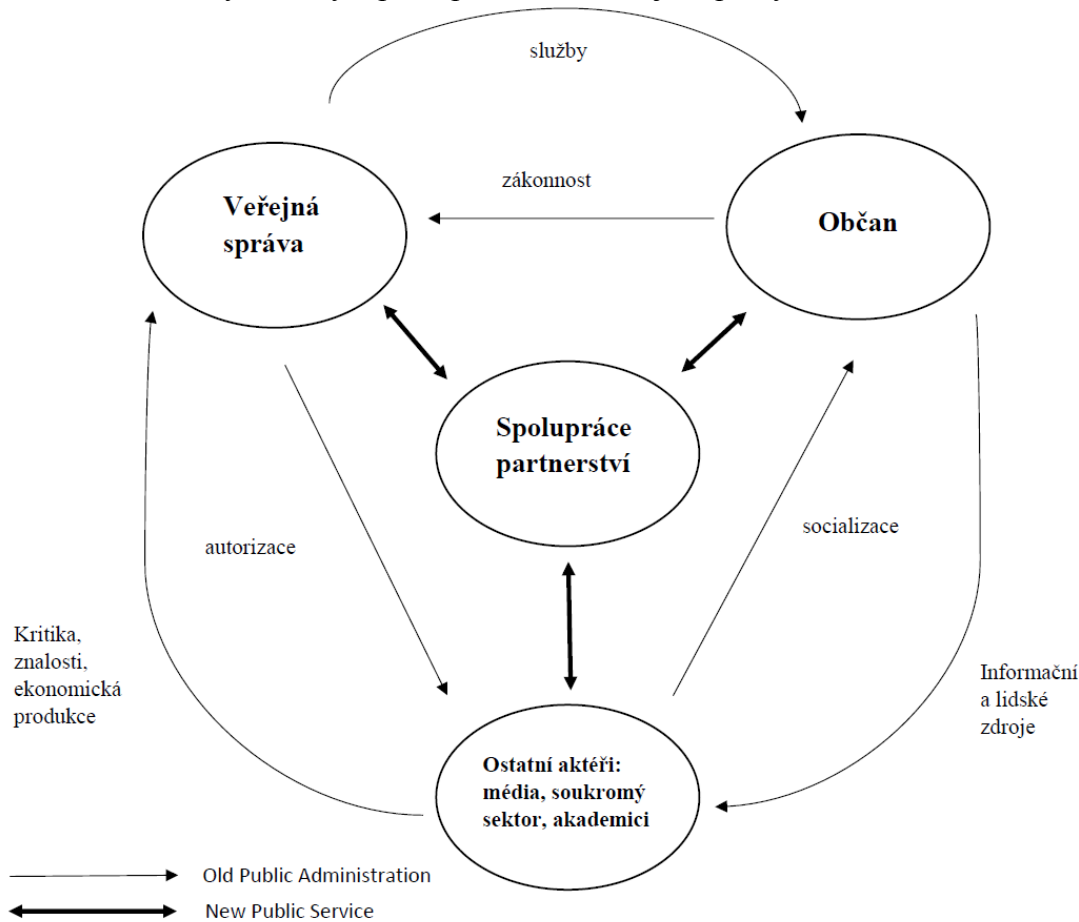 služby
zákonnost
Veřejná
správa
Občan
Spolupráce
partnerství
autorizace
socializace
Kritika,
znalosti,
ekonomická
produkce
Informační
a lidské
zdroje
Ostatní aktéři:
média, soukromý
sektor, akademici
Old Public Administration
New Public Service